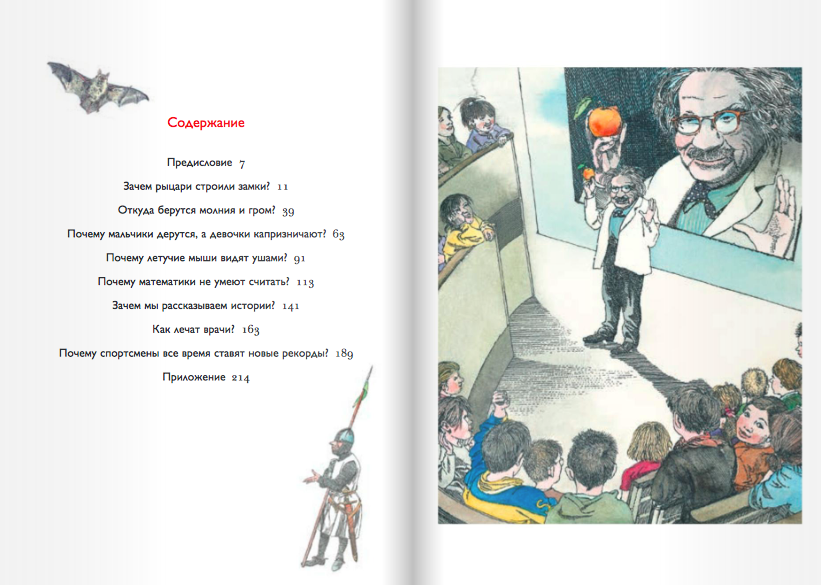 Содержание
Предисловие 7
Зачем рыцари строили замки? 11
Откуда берутся молния и гром? 39
Почему мальчики дерутся, а девочки капризничают? 63
Почему летучие мыши видят ушами? 91
Почему математики не умеют считать? 113
Зачем мы рассказываем истории? 141
Как лечат врачи? 163
Почему спортсмены все время ставят новые рекорды? 189
Приложение 214